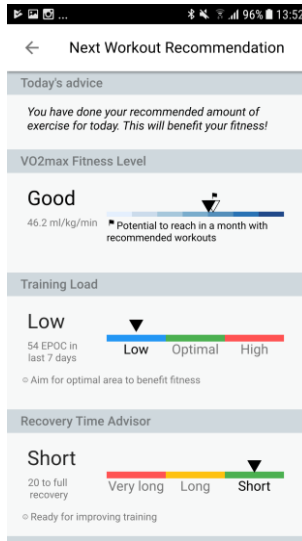 96% 13:52
Next Workout Recommendation
Today's advice
You have done your recommended amount of
exercise for today. This will benefit your fitness!
VO2max Fitness Level
Good
46.2 ml/kg/min
Potential to reach in a month with
recommended workouts
Training Load
Low
54 EPOC in
last 7 days
Low Optimal High
Aim for optimal area to benefit fitness
Recovery Time Advisor
Short
20 to full
recovery
Very long Long Short
Ready for improving training